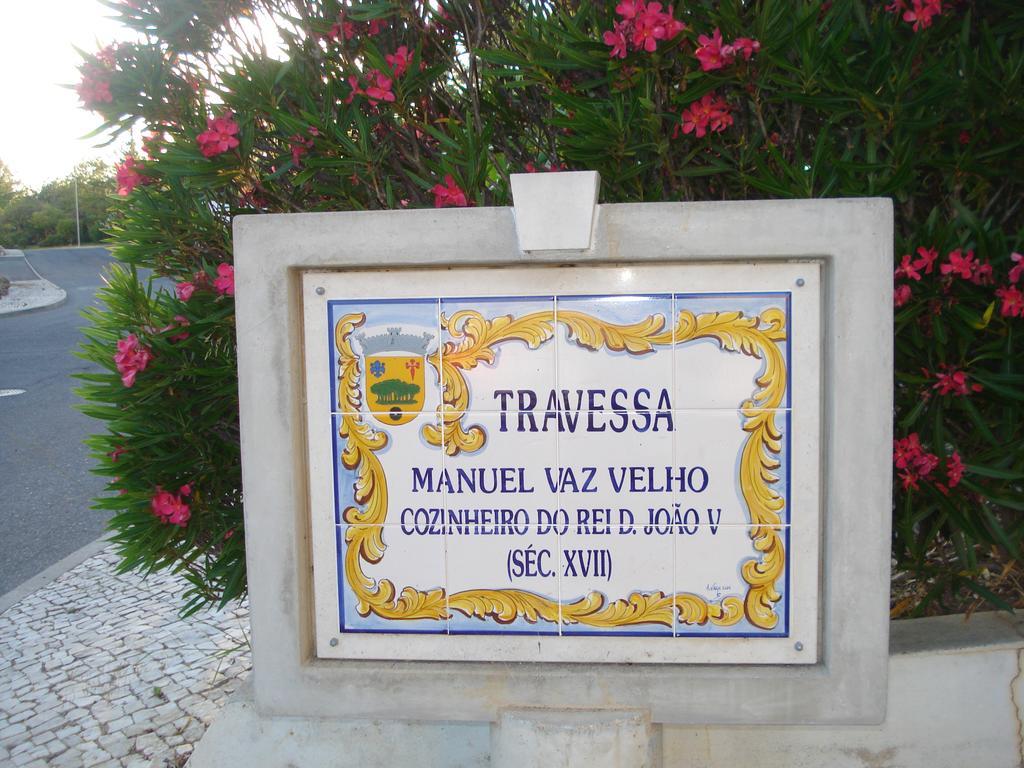 TRAVESSA
MANUEL VAZ VELHO
COZINHEIRO DO REI D. JOÃO V
(SÉC. XVII)